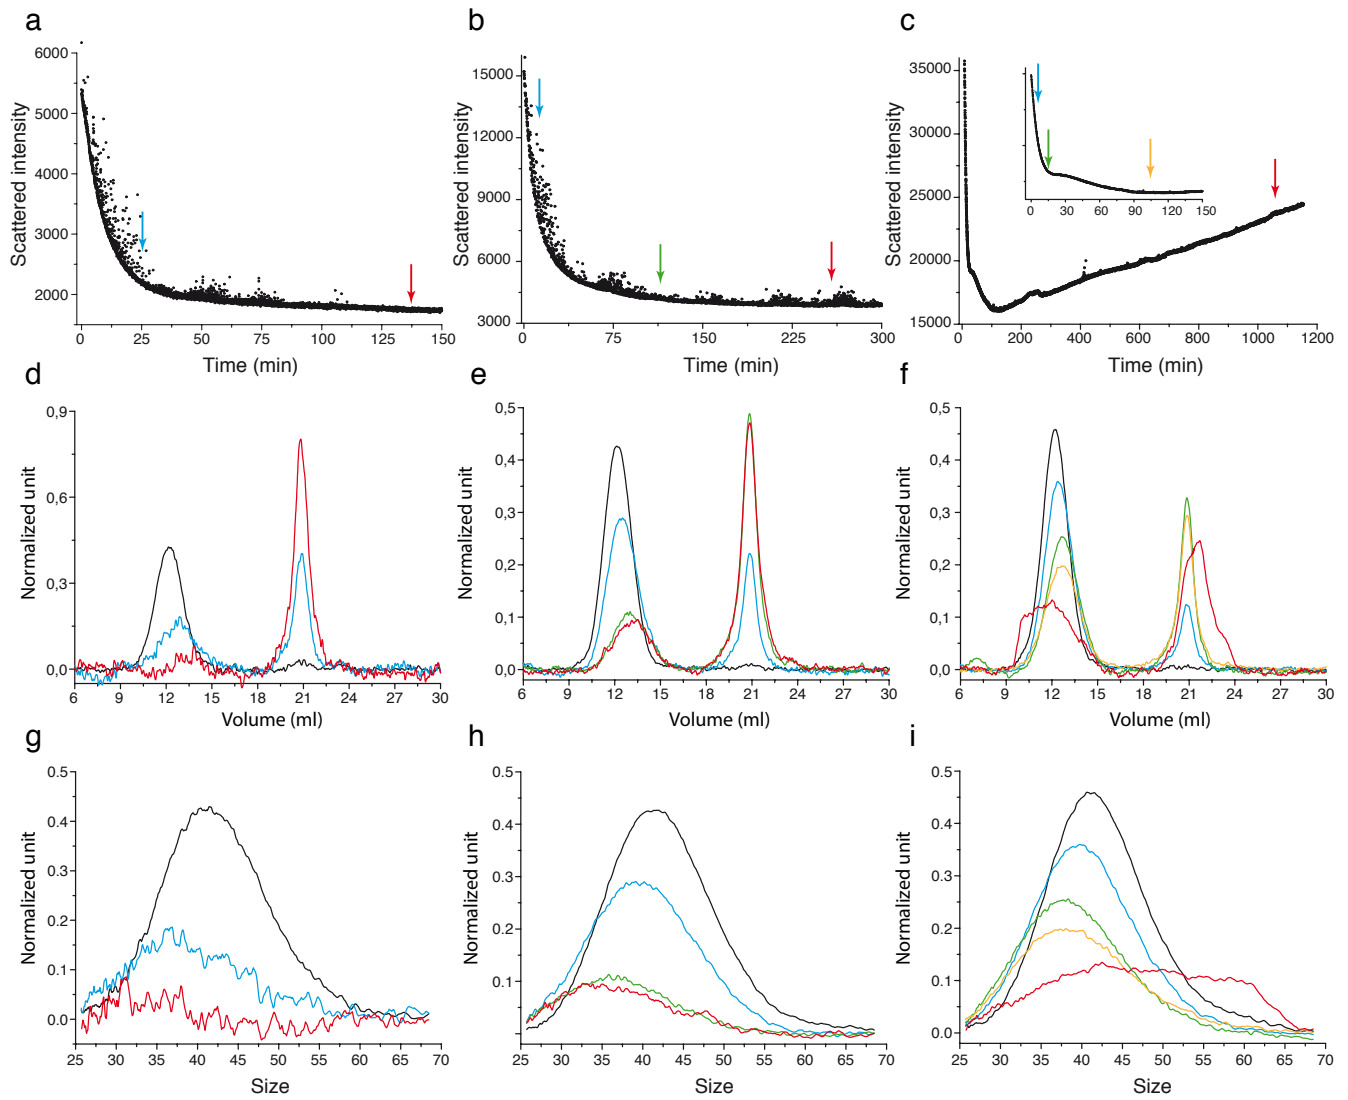 a
6000
5000
4000
3000
2000
Scattered intensity
0 25 50 75 100 125 150
Time (min)
b
15000
12000
9000
6000
3000
Scattered intensity
0 75 150 225 300
Time (min)
c
35000
30000
25000
20000
15000
Scattered intensity
0 30 60 90 120 150
0 200 400 600 800 1000 1200
Time (min)
d
0,9
0,6
0,3
0,0
Normalized unit
6 9 12 15 18 21 24 27 30
Volume (ml)
e
0,5
0,4
0,3
0,2
0,1
0,0
Normalized unit
6 9 12 15 18 21 24 27 30
Volume (ml)
f
0,5
0,4
0,3
0,2
0,1
0,0
Normalized unit
6 9 12 15 18 21 24 27 30
Volume (ml)
g
0.5
0.4
0.3
0.2
0.1
0.0
Normalized unit
25 30 35 40 45 50 55 60 65 70
Size
h
0.5
0.4
0.3
0.2
0.1
Normalized unit
25 30 35 40 45 50 55 60 65 70
Size
i
0.5
0.4
0.3
0.2
0.1
0.0
Normalized unit
25 30 35 40 45 50 55 60 65 70
Size